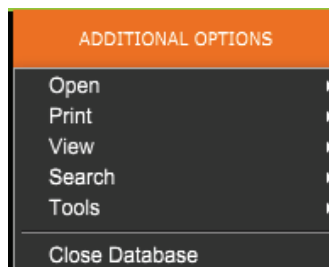 ADDITIONAL OPTIONS
Open
Print
View
Search
Tools
Close Database